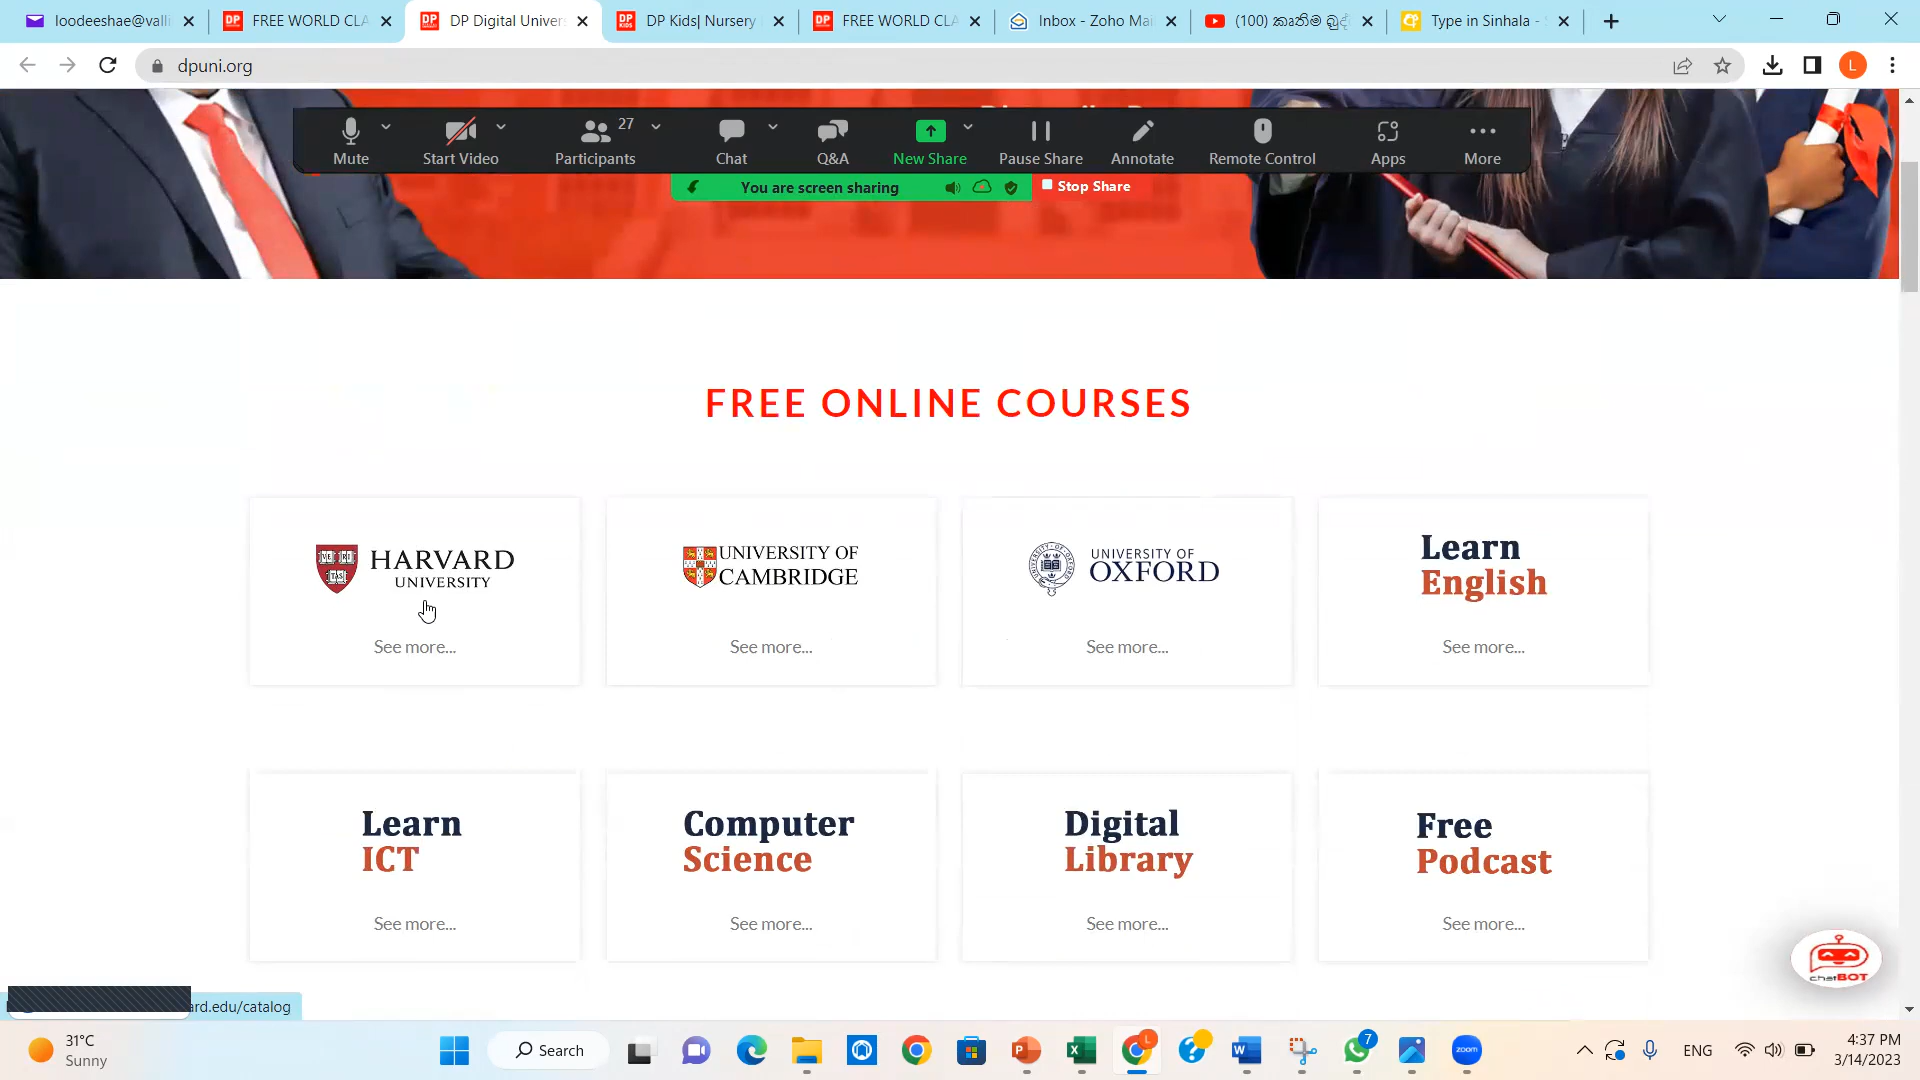 loodeeshae@valli
FREE WORLD CLA
DP Digital Univers
DP Kids| Nursery
FREE WORLD CLA
Inbox - Zoho Mai
(100) කෘතිම බුද්
Type in Sinhala -
dpuni.org
L
Mute
Start Video
27
Participants
Chat
Q&A
New Share
Pause Share
Annotate
Remote Control
Apps
More
You are screen sharing
Stop Share
FREE ONLINE COURSES
HARVARD
UNIVERSITY
See more...
UNIVERSITY OF
CAMBRIDGE
See more...
UNIVERSITY OF
OXFORD
See more...
Learn
English
See more...
Learn
ICT
See more...
Computer
Science
See more...
Digital
Library
See more...
Free
Podcast
See more...
chatBOT
ard.edu/catalog
31°C
Sunny
Search
7
zoom
ENG
4:37 PM
3/14/2023